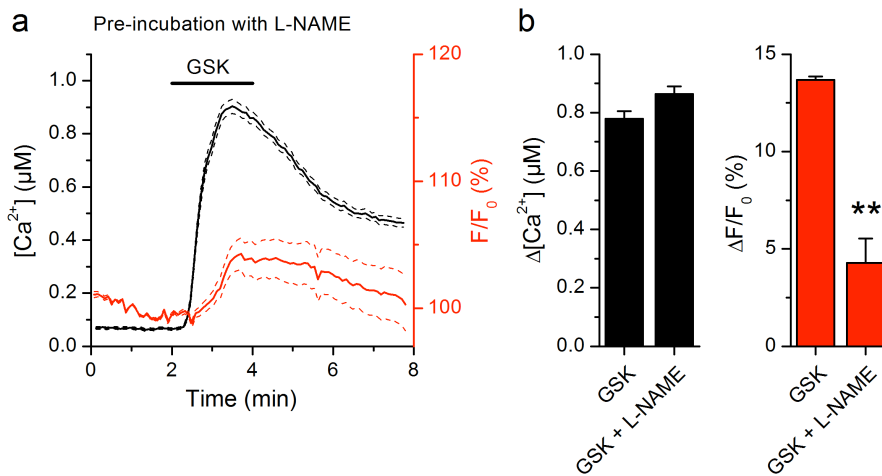 a
Pre-incubation with L-NAME
GSK
1.0
0.8
0.6
0.4
0.2
0.0
[Ca²⁺] (µM)
120
110
100
F/F₀ (%)
0
2
4
6
8
Time (min)
b
1.0
0.8
0.6
0.4
0.2
0.0
Δ[Ca²⁺] (µM)
GSK
GSK + L-NAME
15
10
5
0
ΔF/F₀ (%)
**
GSK
GSK + L-NAME